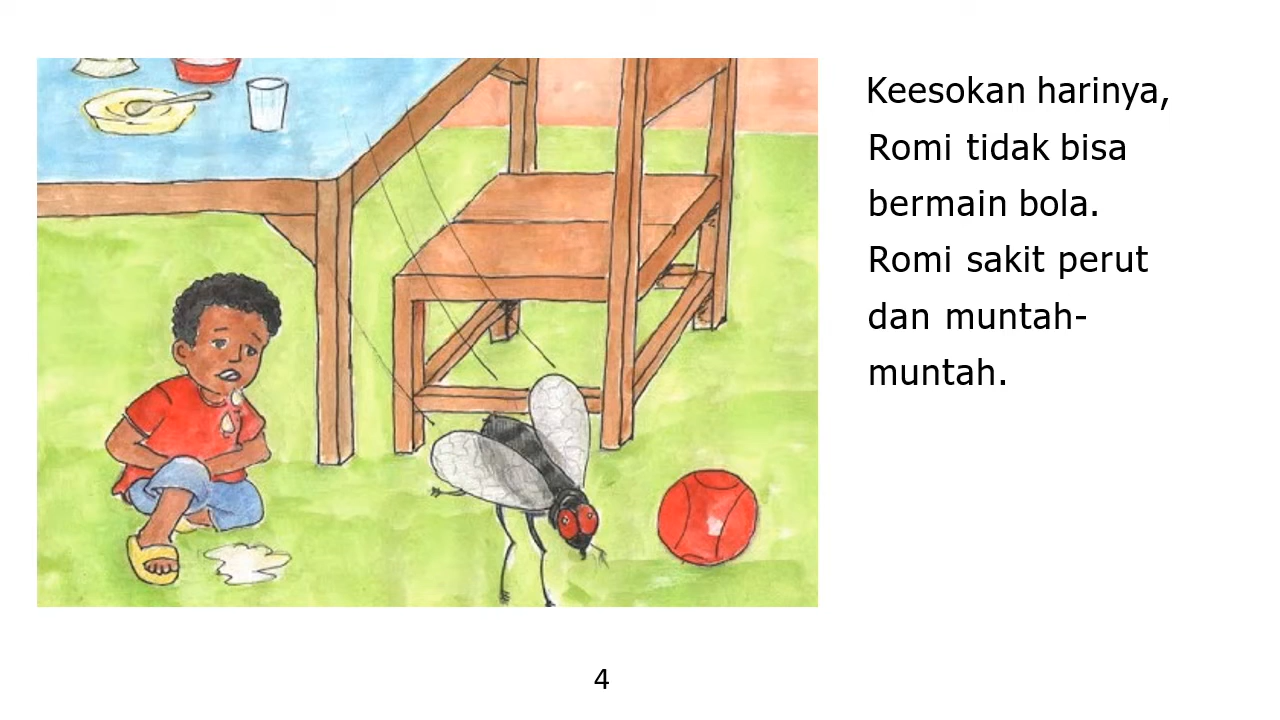 Keesokan harinya,
Romi tidak bisa
bermain bola.
Romi sakit perut
dan muntah-
muntah.
4